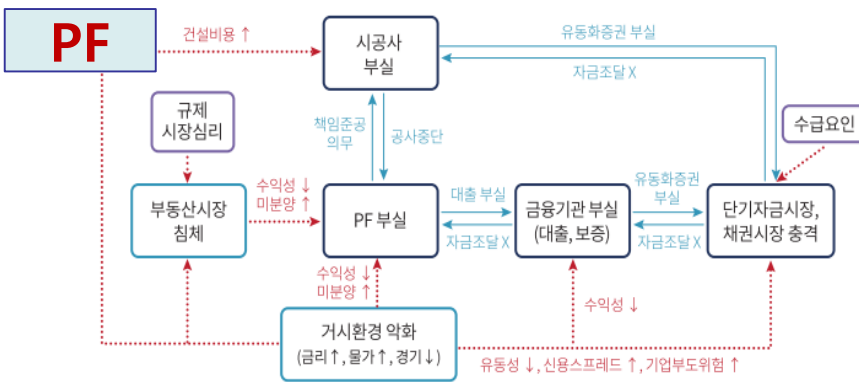 PF
건설비용 ↑
시공사
부실
유동화증권 부실
자금조달 X
규제
시장심리
책임준공
의무
공사중단
수급요인
부동산시장
침체
수익성 ↓
미분양 ↑
PF 부실
대출 부실
자금조달 X
금융기관 부실
(대출, 보증)
유동화증권
부실
자금조달 X
단기자금시장,
채권시장 충격
수익성 ↓
미분양 ↑
수익성 ↓
거시환경 악화
(금리↑, 물가↑, 경기↓)
유동성 ↓, 신용스프레드 ↑, 기업부도위험 ↑